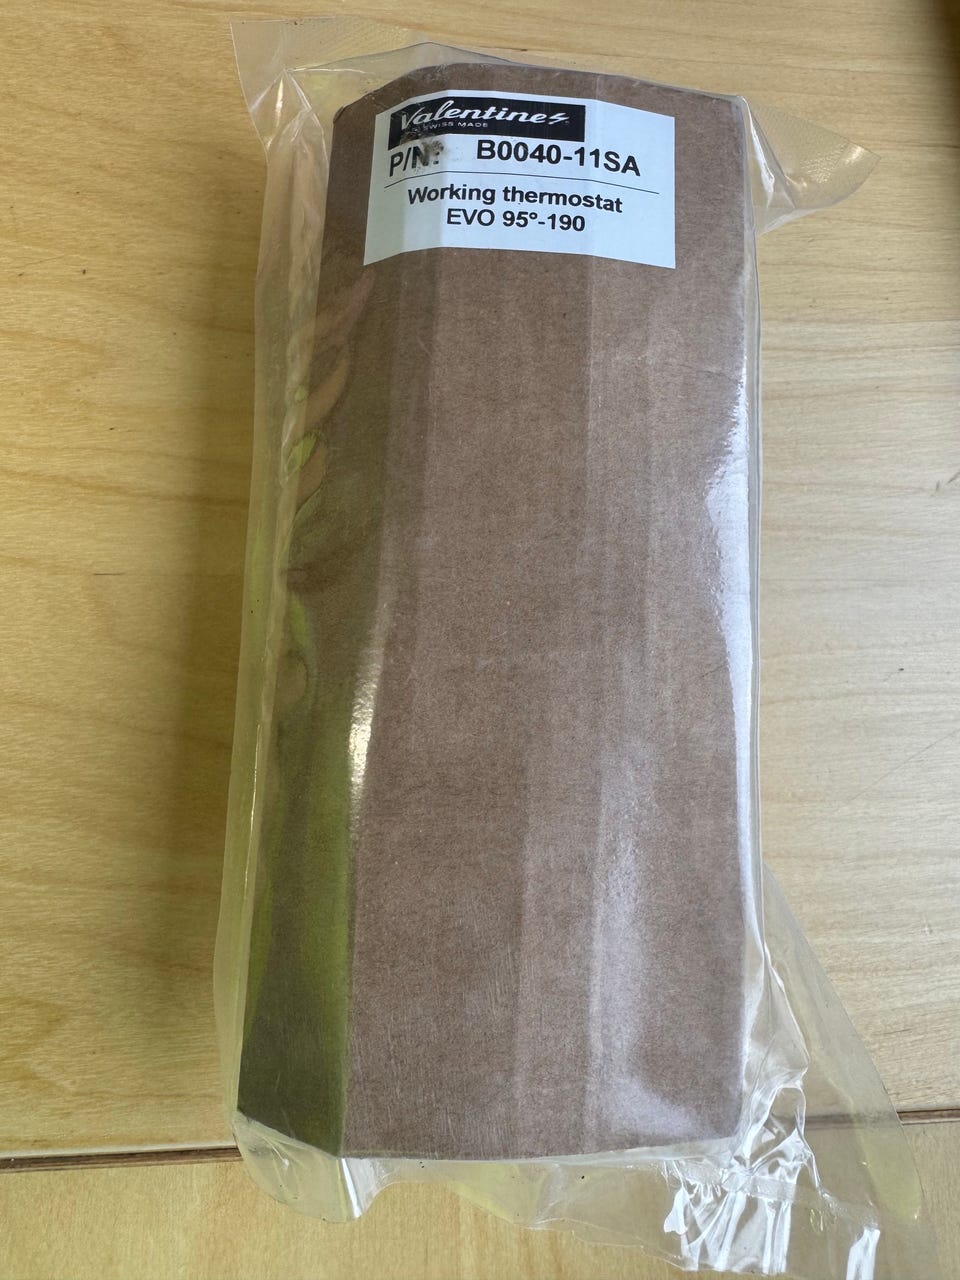 Valentine
SWISS MADE
P/N: B0040-11SA
Working thermostat
EVO 95°-190